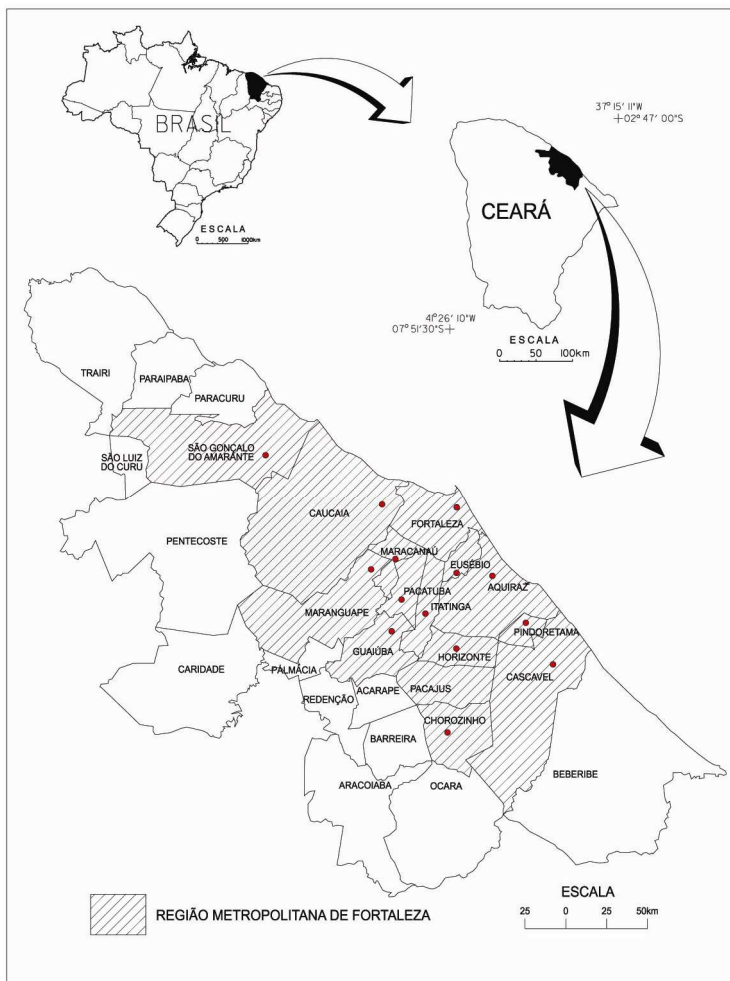 BRASIL
ESCALA
0 500 1000km
37° 15' 11"W
02° 47' 00"S
CEARÁ
41° 26' 10"W
07° 51' 30"S
ESCALA
0 50 100km
TRAIRI
PARAIPABA
PARACURU
SÃO LUIZ
DO CURU
SÃO GONÇALO
DO AMARANTE
CAUCAIA
FORTALEZA
PENTECOSTE
MARACANAÚ
EUSÉBIO
AQUIRAZ
PACATUBA
ITATINGA
MARANGUAPE
PINDORETAMA
GUAIÚBA
HORIZONTE
CARIDADE
PALMÁCIA
CASCAVEL
REDENÇÃO
ACARAPE
PACAJUS
CHOROZINHO
BARREIRA
BEBERIBE
ARACOIABA
OCARA
REGIÃO METROPOLITANA DE FORTALEZA
ESCALA
25 0 25 50km